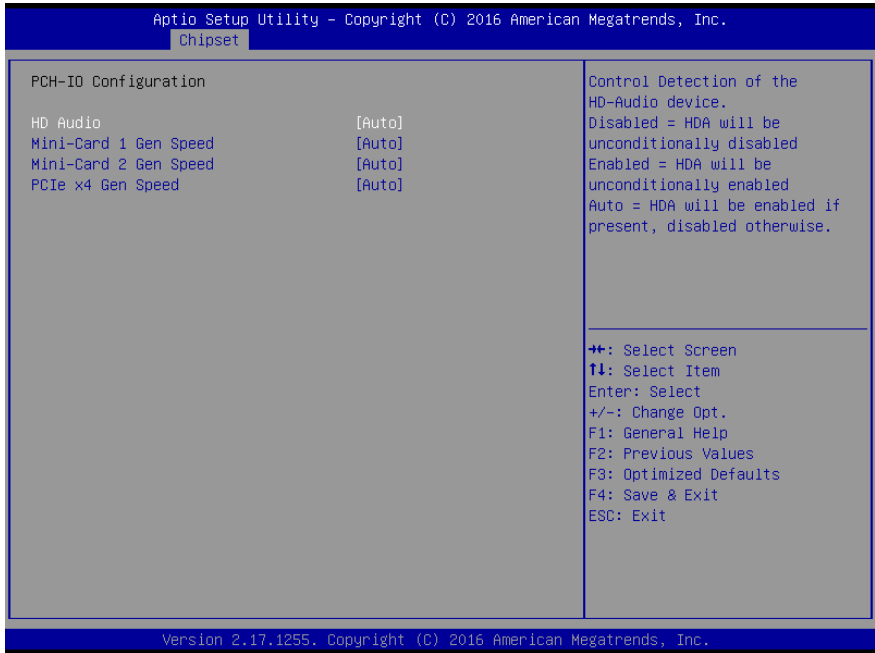 Aptio Setup Utility – Copyright (C) 2016 American Megatrends, Inc.
Chipset
PCH-IO Configuration
HD Audio [Auto]
Mini-Card 1 Gen Speed [Auto]
Mini-Card 2 Gen Speed [Auto]
PCIe x4 Gen Speed [Auto]
Control Detection of the
HD-Audio device.
Disabled = HDA will be
unconditionally disabled
Enabled = HDA will be
unconditionally enabled
Auto = HDA will be enabled if
present, disabled otherwise.
→←: Select Screen
↑↓: Select Item
Enter: Select
+/-: Change Opt.
F1: General Help
F2: Previous Values
F3: Optimized Defaults
F4: Save & Exit
ESC: Exit
Version 2.17.1255. Copyright (C) 2016 American Megatrends, Inc.